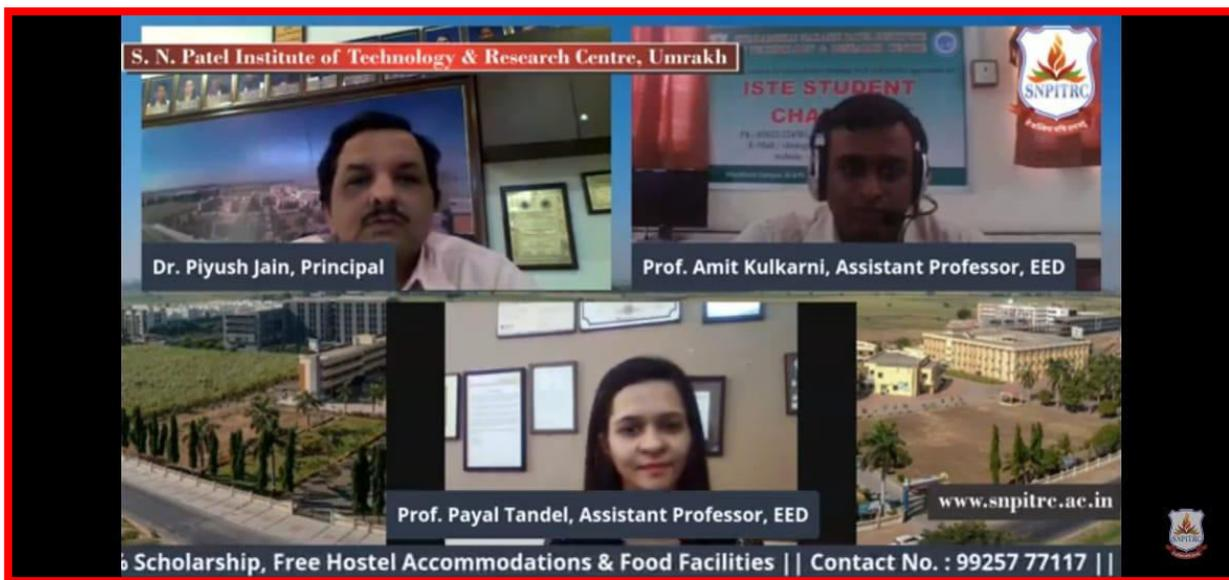 S. N. Patel Institute of Technology & Research Centre, Umrakh
ISTE STUDENT
SNPITRC
Dr. Piyush Jain, Principal
Prof. Amit Kulkarni, Assistant Professor, EED
Prof. Payal Tandel, Assistant Professor, EED
www.snpitrc.ac.in
Scholarship, Free Hostel Accommodations & Food Facilities || Contact No. : 99257 77117 ||